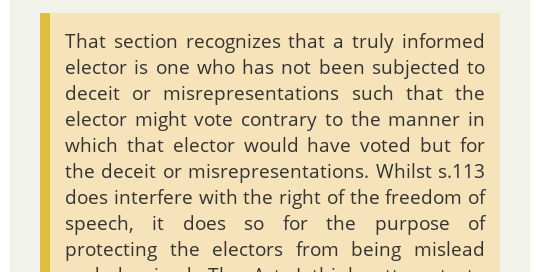 That section recognizes that a truly informed
elector is one who has not been subjected to
deceit or misrepresentations such that the
elector might vote contrary to the manner in
which that elector would have voted but for
the deceit or misrepresentations. Whilst s.113
does interfere with the right of the freedom of
speech, it does so for the purpose of
protecting the electors from being mislead